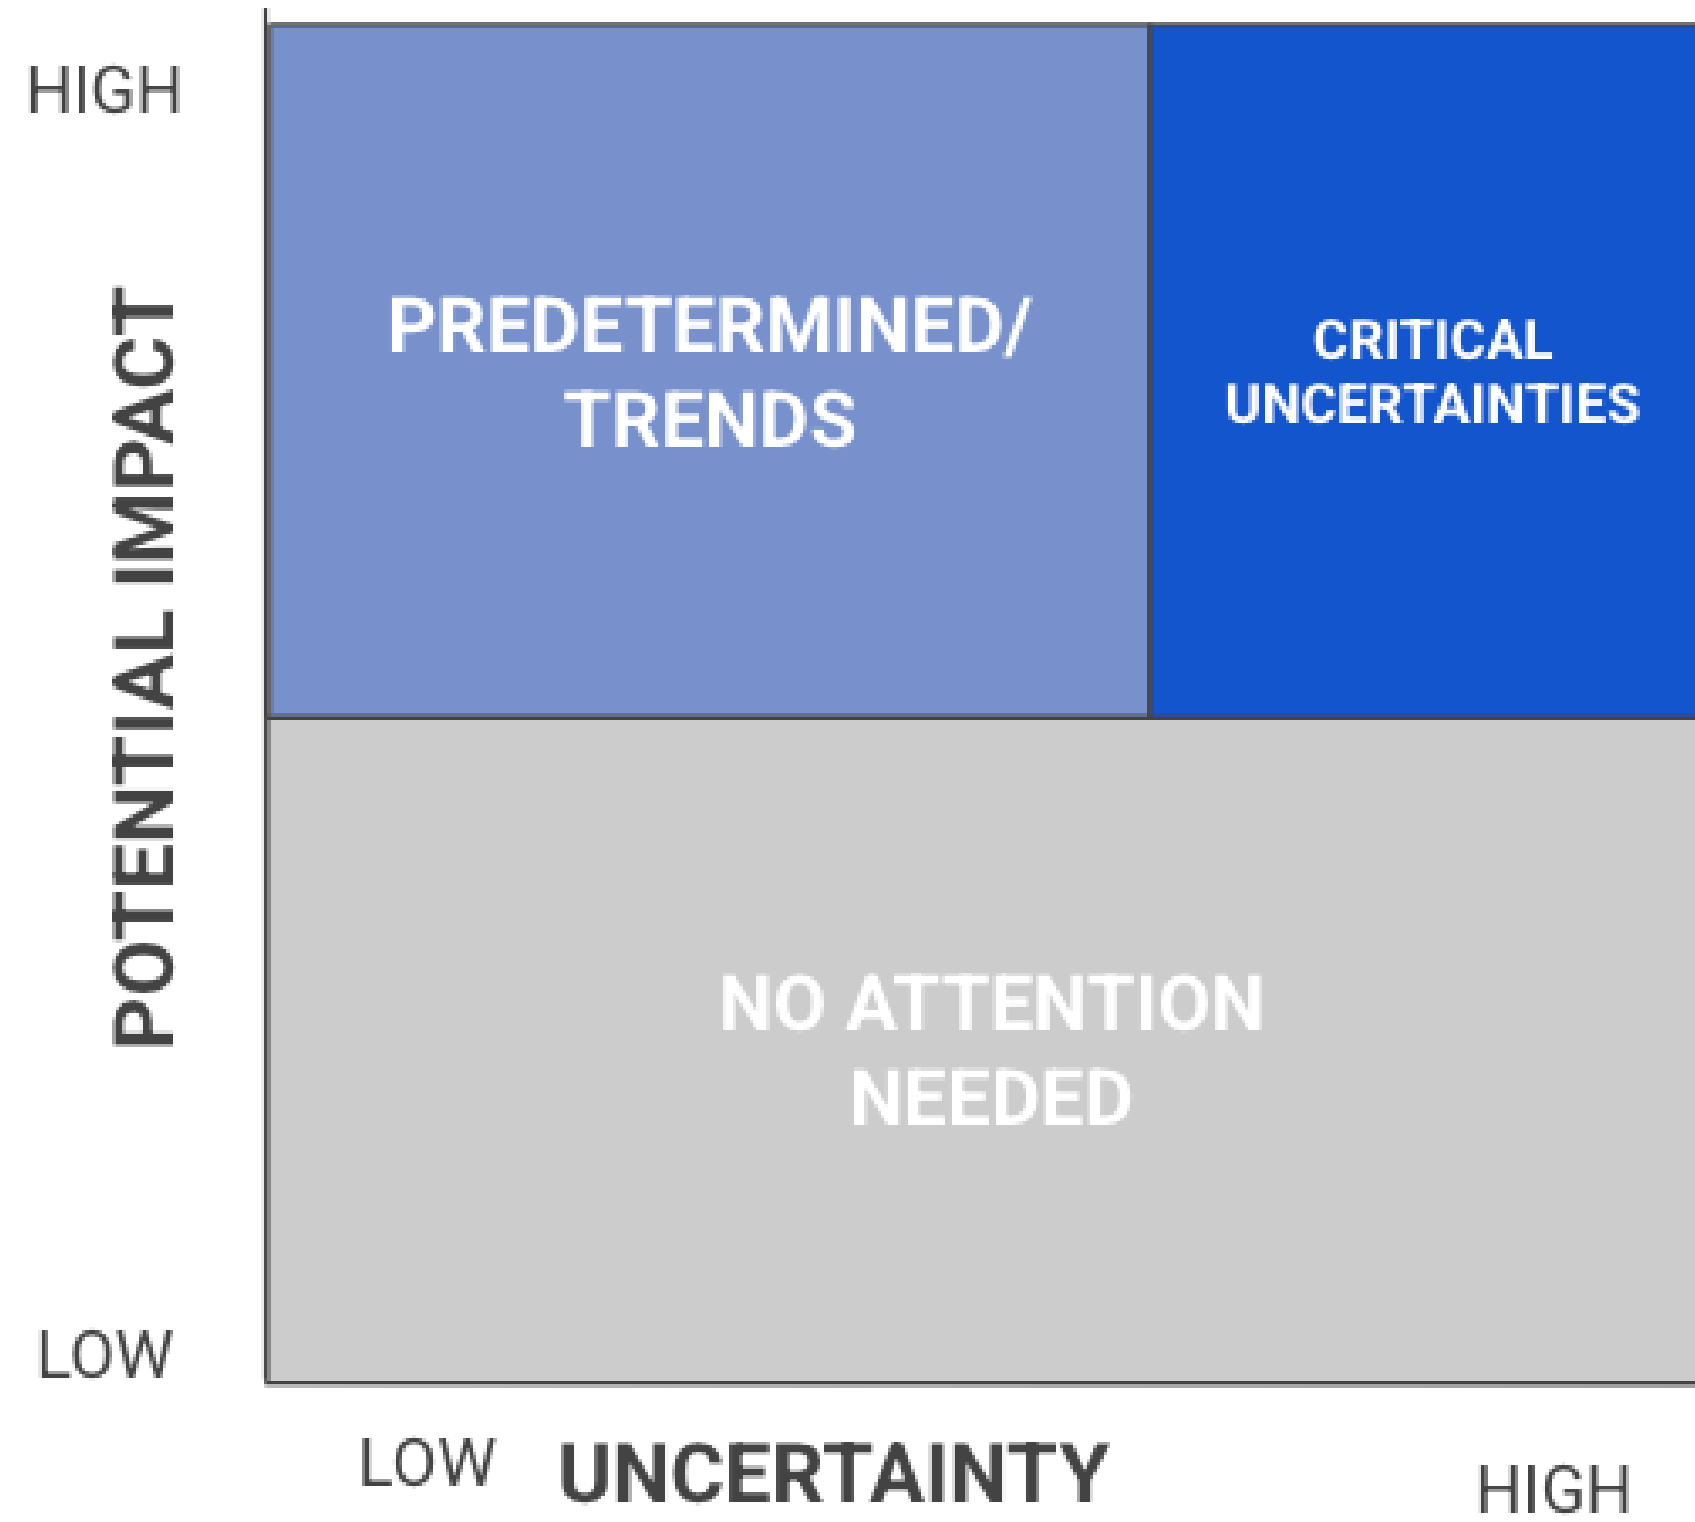 HIGH
POTENTIAL IMPACT
PREDETERMINED/
TRENDS
CRITICAL
UNCERTAINTIES
NO ATTENTION
NEEDED
LOW
LOW
UNCERTAINTY
HIGH